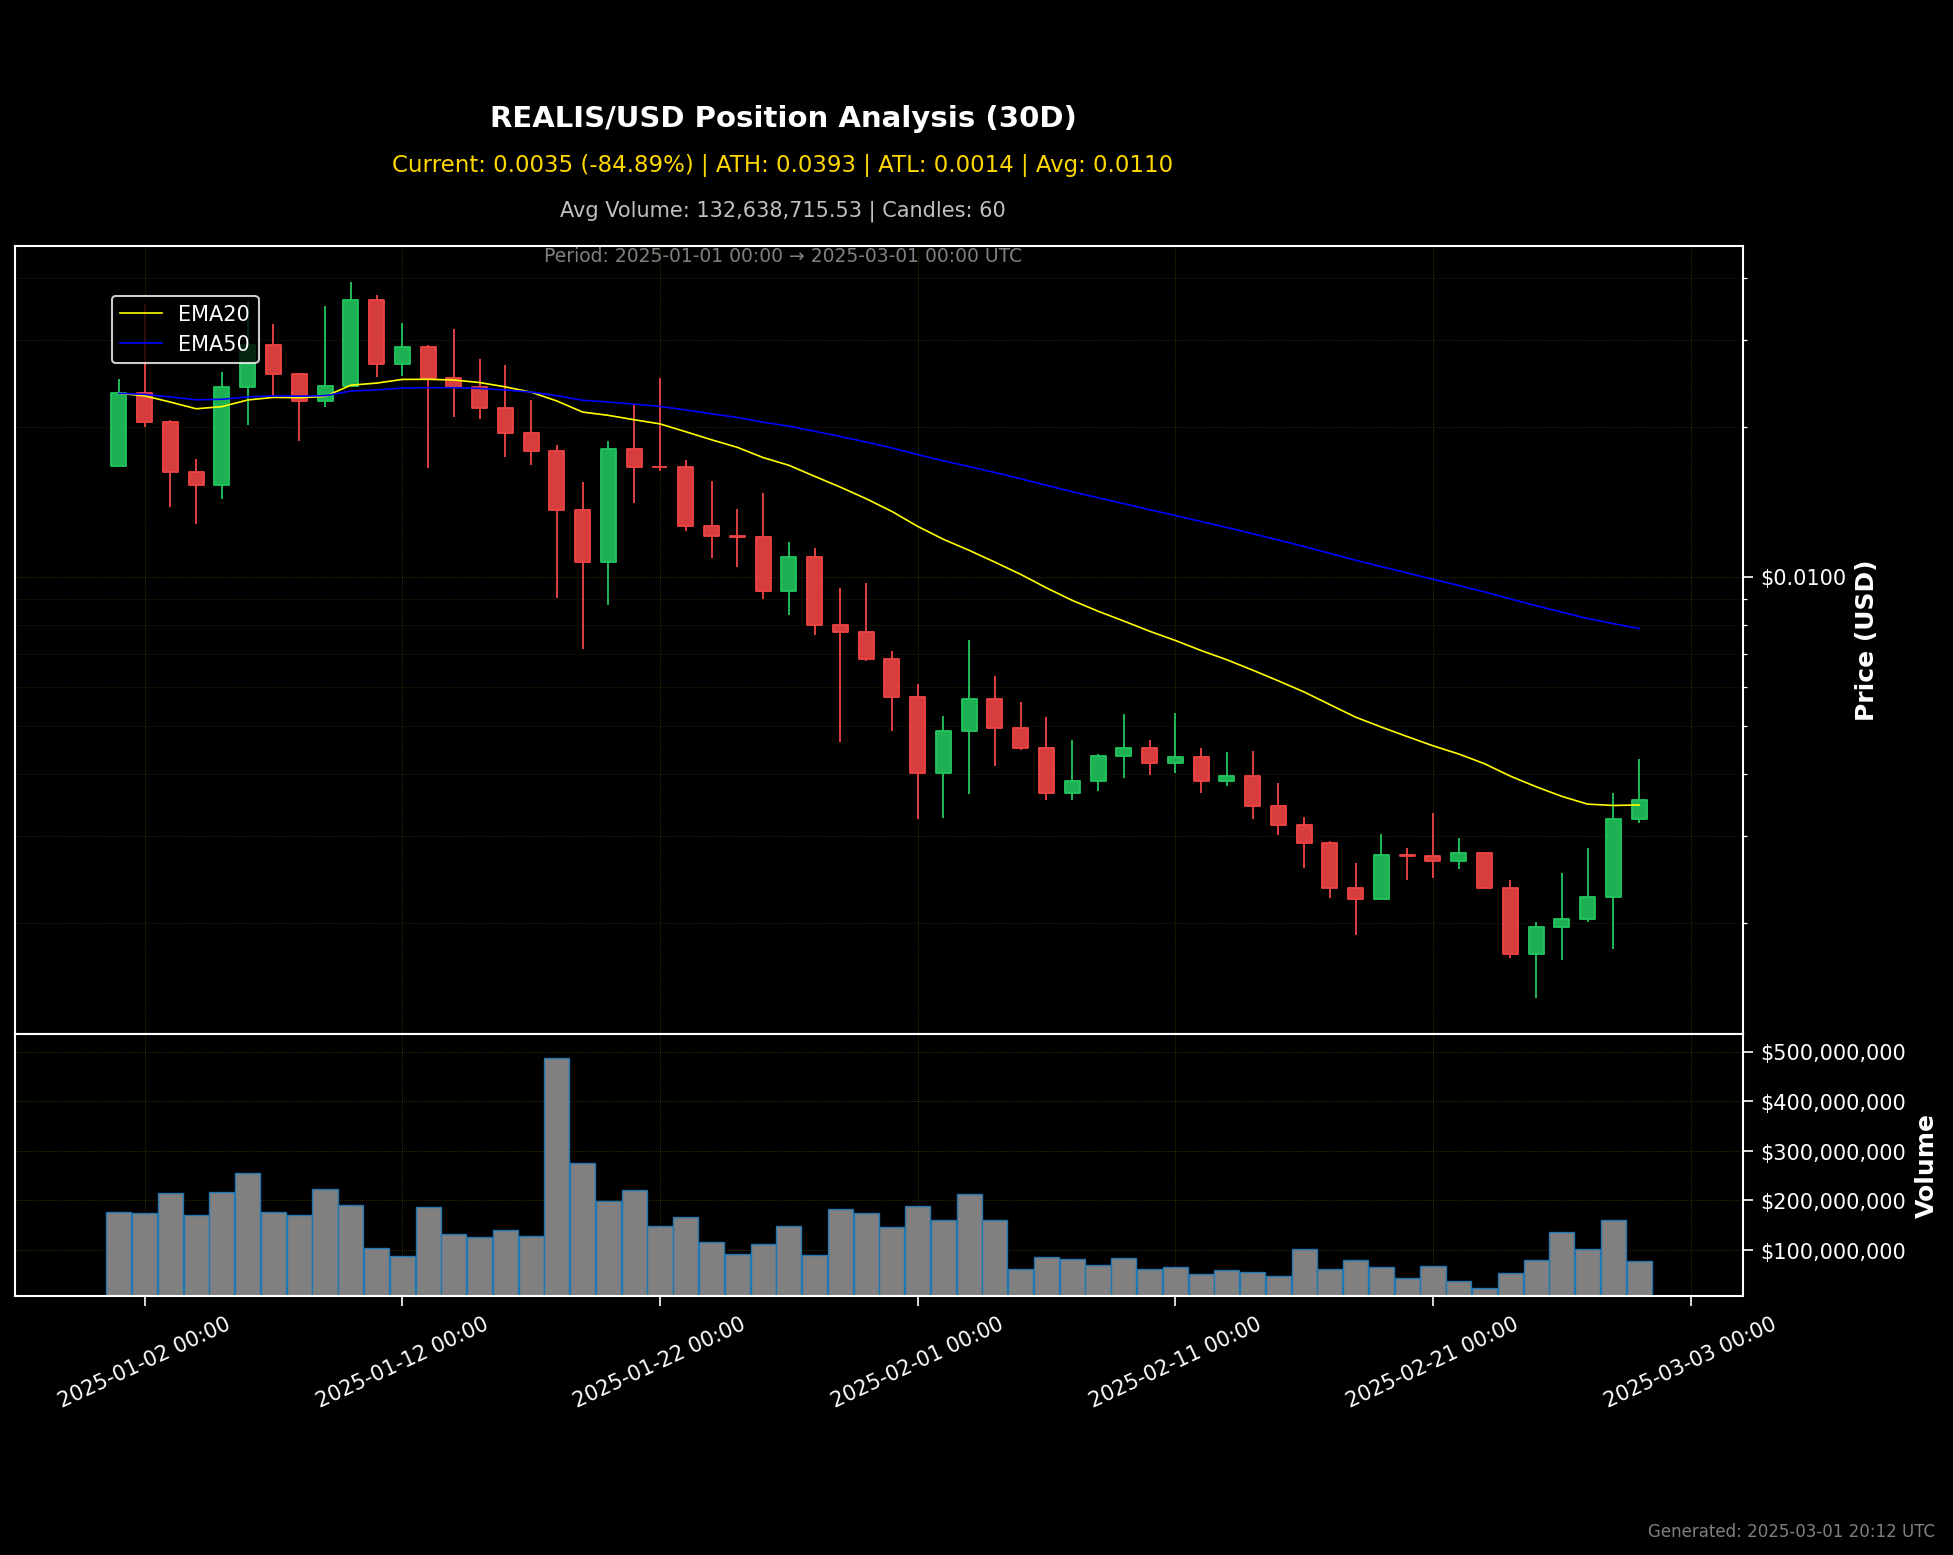 REALIS/USD Position Analysis (30D)
Current: 0.0035 (-84.89%) | ATH: 0.0393 | ATL: 0.0014 | Avg: 0.0110
Avg Volume: 132,638,715.53 | Candles: 60
Period: 2025-01-01 00:00 → 2025-03-01 00:00 UTC
EMA20
EMA50
$0.0100
Price (USD)
$500,000,000
$400,000,000
$300,000,000
$200,000,000
$100,000,000
Volume
2025-01-02 00:00
2025-01-12 00:00
2025-01-22 00:00
2025-02-01 00:00
2025-02-11 00:00
2025-02-21 00:00
2025-03-03 00:00
Generated: 2025-03-01 20:12 UTC